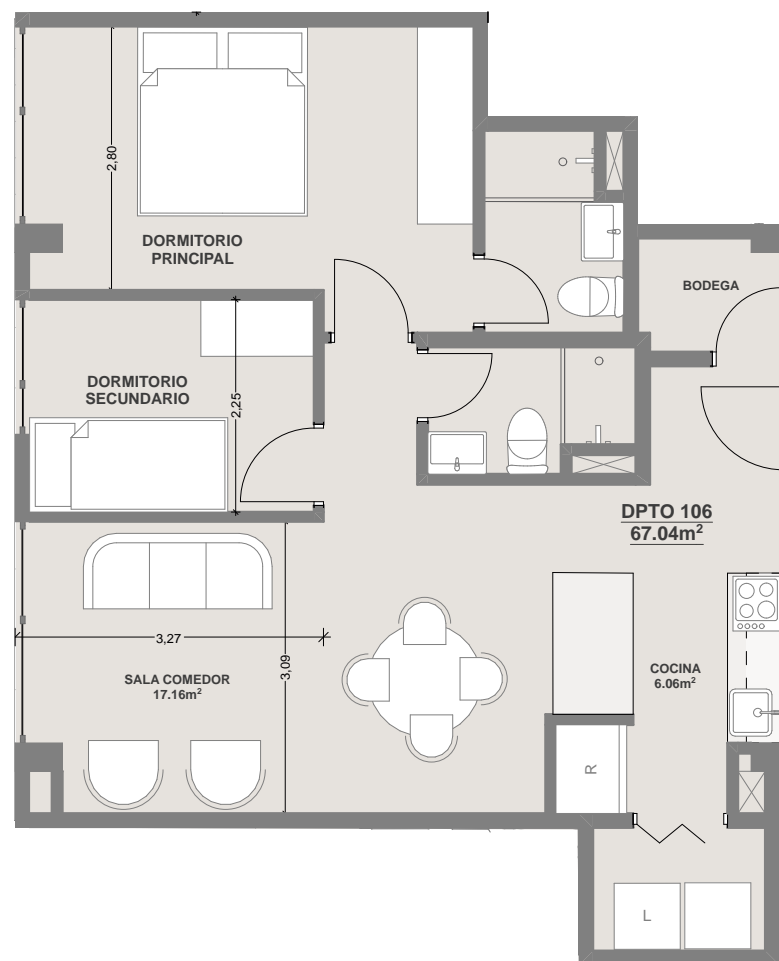 2,80
DORMITORIO
PRINCIPAL
BODEGA
DORMITORIO
SECUNDARIO
2,25
DPTO 106
67.04m²
3,27
3,09
SALA COMEDOR
17.16m²
COCINA
6.06m²
R
L